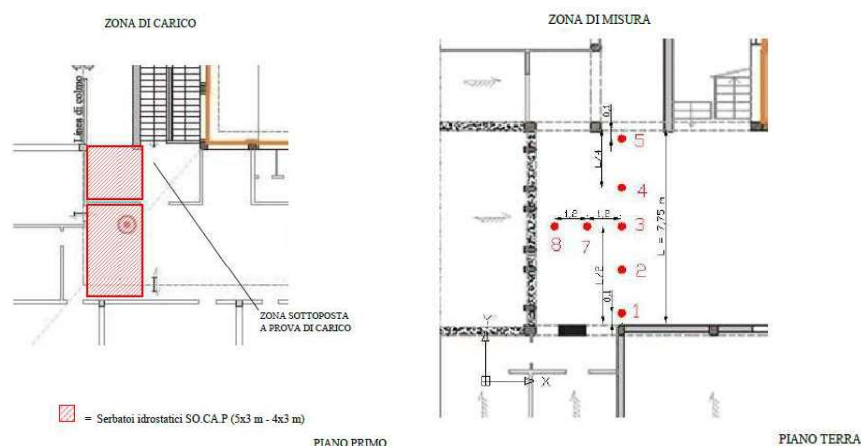 ZONA DI CARICO
ZONA DI MISURA
Linea di colmo
ZONA SOTTOPOSTA
A PROVA DI CARICO
= Serbatoi idrostatici SO.CA.P (5x3 m - 4x3 m)
PIANO PRIMO
0,1
5
L/4
4
1,2
1,2
3
8
7
L = 7,75 m
L/2
2
0,1
1
Y
X
PIANO TERRA